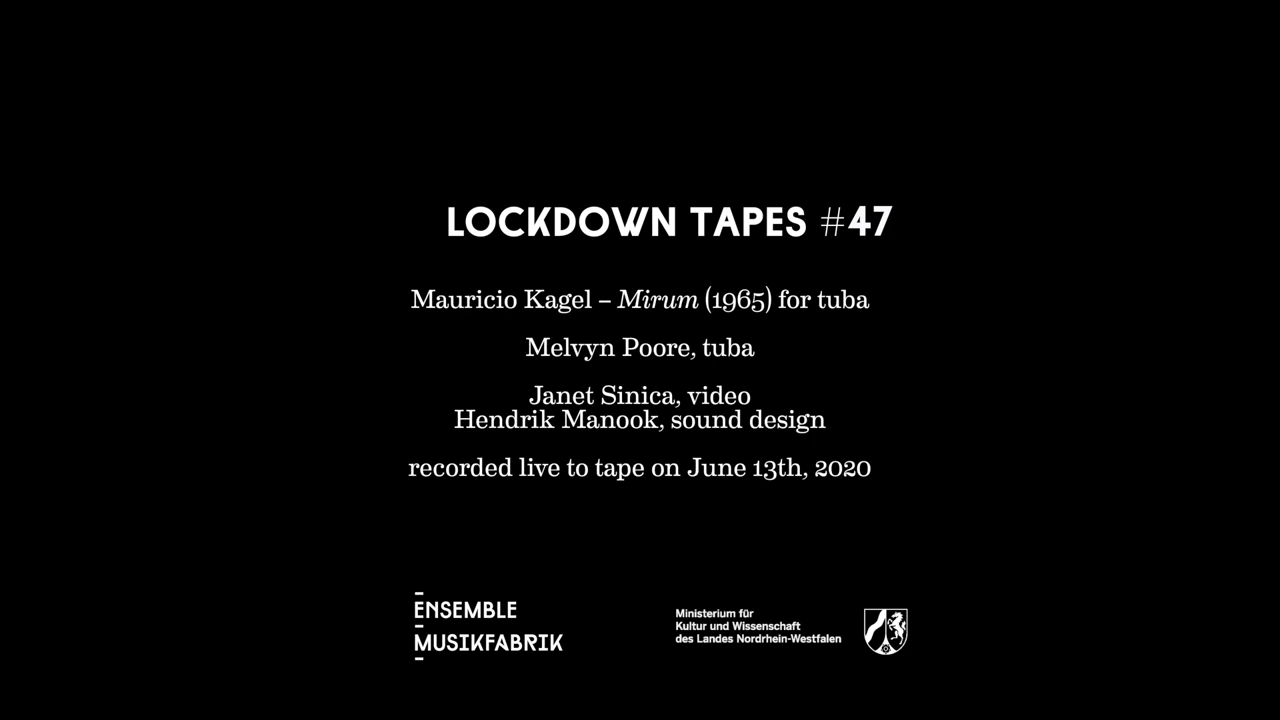 LOCKDOWN TAPES #47
Mauricio Kagel – Mirum (1965) for tuba
Melvyn Poore, tuba
Janet Sinica, video
Hendrik Manook, sound design
recorded live to tape on June 13th, 2020
ENSEMBLE
MUSIKFABRIK
Ministerium für
Kultur und Wissenschaft
des Landes Nordrhein-Westfalen